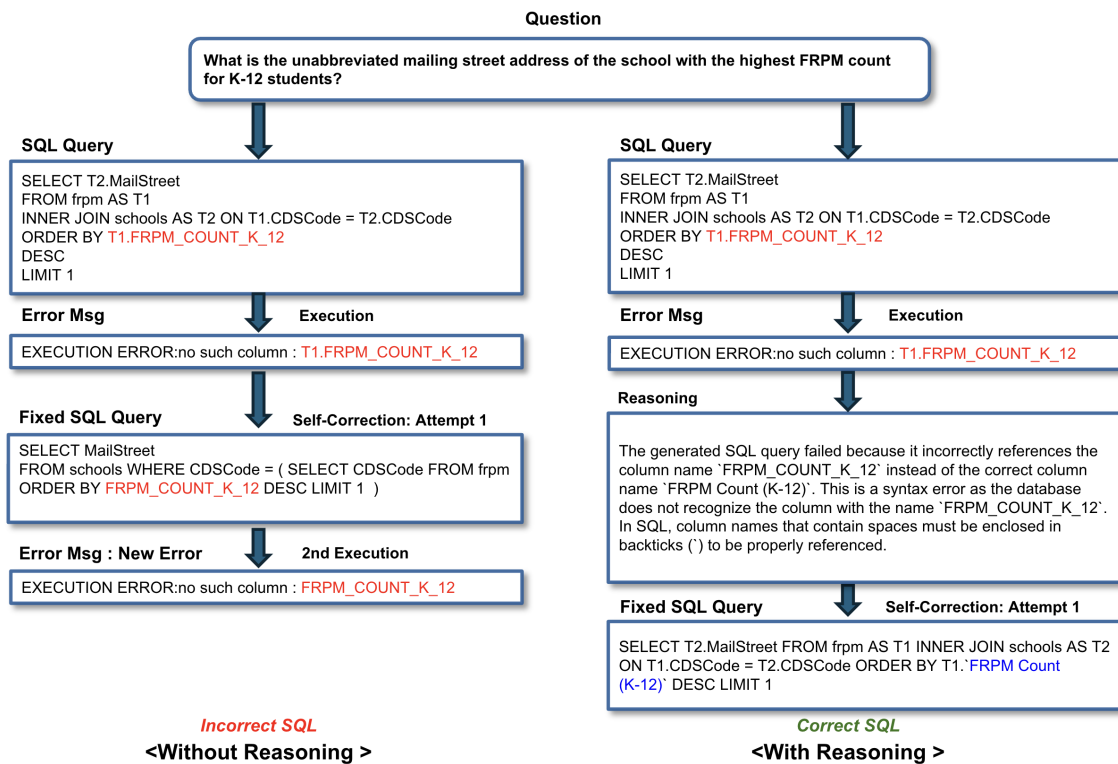 Question
What is the unabbreviated mailing street address of the school with the highest FRPM count
for K-12 students?
SQL Query
SELECT T2.MailStreet
FROM frpm AS T1
INNER JOIN schools AS T2 ON T1.CDSCode = T2.CDSCode
ORDER BY T1.FRPM_COUNT_K_12
DESC
LIMIT 1
Error Msg
Execution
EXECUTION ERROR:no such column : T1.FRPM_COUNT_K_12
Fixed SQL Query
Self-Correction: Attempt 1
SELECT MailStreet
FROM schools WHERE CDSCode = ( SELECT CDSCode FROM frpm
ORDER BY FRPM_COUNT_K_12 DESC LIMIT 1 )
Error Msg : New Error
2nd Execution
EXECUTION ERROR:no such column : FRPM_COUNT_K_12
Incorrect SQL
<Without Reasoning >
SQL Query
SELECT T2.MailStreet
FROM frpm AS T1
INNER JOIN schools AS T2 ON T1.CDSCode = T2.CDSCode
ORDER BY T1.FRPM_COUNT_K_12
DESC
LIMIT 1
Error Msg
Execution
EXECUTION ERROR:no such column : T1.FRPM_COUNT_K_12
Reasoning
The generated SQL query failed because it incorrectly references the
column name `FRPM_COUNT_K_12` instead of the correct column
name `FRPM Count (K-12)`. This is a syntax error as the database
does not recognize the column with the name `FRPM_COUNT_K_12`.
In SQL, column names that contain spaces must be enclosed in
backticks (`) to be properly referenced.
Fixed SQL Query
Self-Correction: Attempt 1
SELECT T2.MailStreet FROM frpm AS T1 INNER JOIN schools AS T2
ON T1.CDSCode = T2.CDSCode ORDER BY T1.`FRPM Count
(K-12)` DESC LIMIT 1
Correct SQL
<With Reasoning >